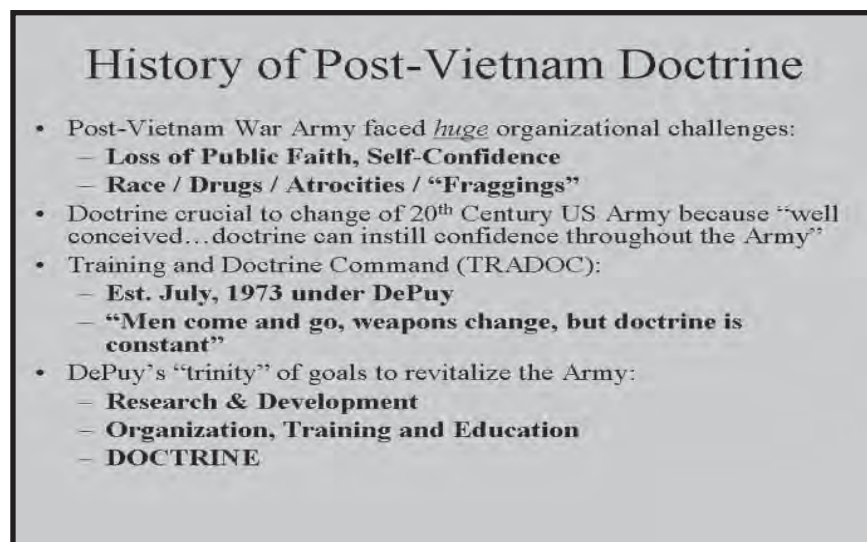 History of Post-Vietnam Doctrine
• Post-Vietnam War Army faced huge organizational challenges:
– Loss of Public Faith, Self-Confidence
– Race / Drugs / Atrocities / “Fraggings”
• Doctrine crucial to change of 20th Century US Army because “well
conceived…doctrine can instill confidence throughout the Army”
• Training and Doctrine Command (TRADOC):
– Est. July, 1973 under DePuy
– “Men come and go, weapons change, but doctrine is
constant”
• DePuy’s “trinity” of goals to revitalize the Army:
– Research & Development
– Organization, Training and Education
– DOCTRINE